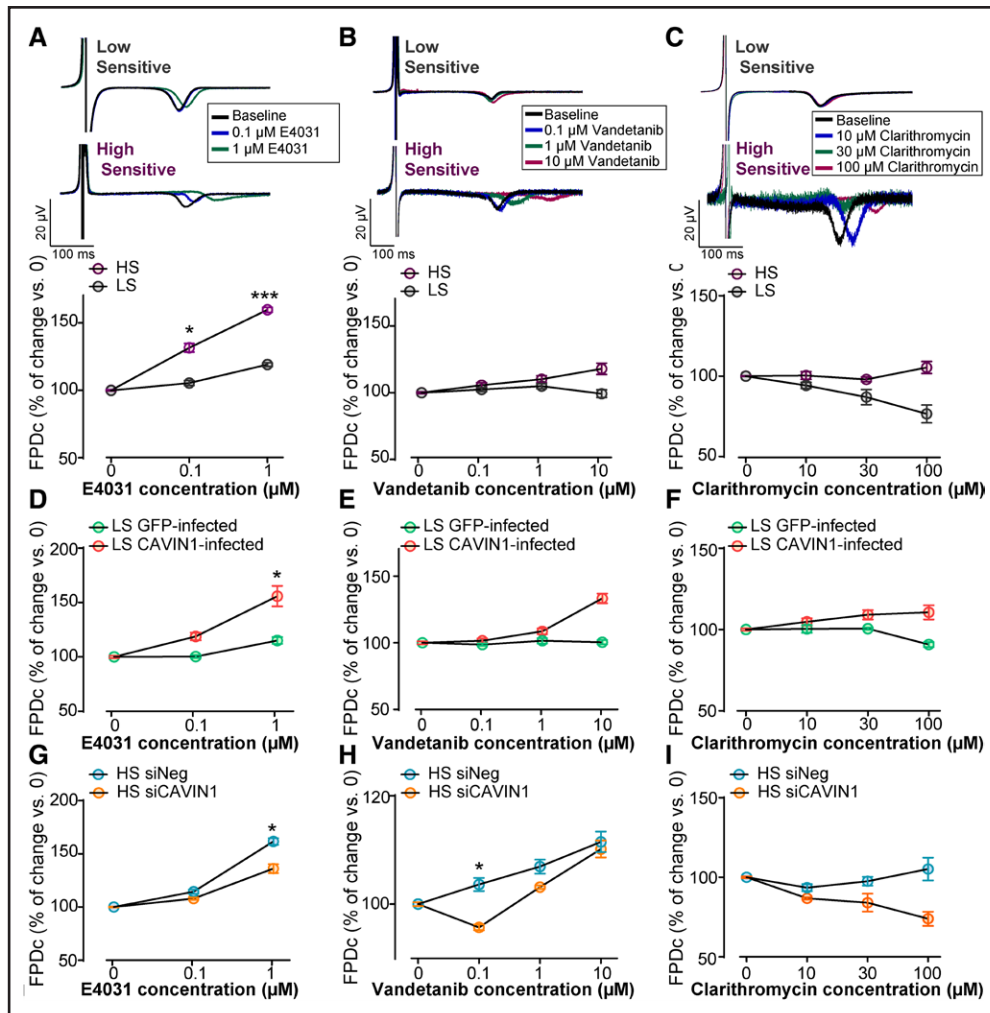 A
Low
Sensitive
Baseline
0.1 µM E4031
1 µM E4031
High
Sensitive
20 µV
100 ms
HS
LS
FPDc (% of change vs. 0)
150
100
50
*
***
0
0.1
1
E4031 concentration (µM)
B
Low
Sensitive
Baseline
0.1 µM Vandetanib
1 µM Vandetanib
10 µM Vandetanib
High
Sensitive
20 µV
100 ms
HS
LS
FPDc (% of change vs. 0)
150
100
50
0
0.1
1
10
Vandetanib concentration (µM)
C
Low
Sensitive
Baseline
10 µM Clarithromycin
30 µM Clarithromycin
100 µM Clarithromycin
High
Sensitive
20 µV
100 ms
HS
LS
FPDc (% of change vs.
150
100
50
0
10
30
100
Clarithromycin concentration (µM)
D
LS GFP-infected
LS CAVIN1-infected
FPDc (% of change vs. 0)
200
150
100
50
*
0
0.1
1
E4031 concentration (µM)
E
LS GFP-infected
LS CAVIN1-infected
FPDc (% of change vs. 0)
150
100
50
0
0.1
1
10
Vandetanib concentration (µM)
F
LS GFP-infected
LS CAVIN1-infected
FPDc (% of change vs. 0)
150
100
50
0
10
30
100
Clarithromycin concentration (µM)
G
HS siNeg
HS siCAVIN1
FPDc (% of change vs. 0)
200
150
100
50
*
0
0.1
1
E4031 concentration (µM)
H
HS siNeg
HS siCAVIN1
FPDc (% of change vs. 0)
120
100
*
0
0.1
1
10
Vandetanib concentration (µM)
I
HS siNeg
HS siCAVIN1
FPDc (% of change vs. 0)
150
100
50
0
10
30
100
Clarithromycin concentration (µM)